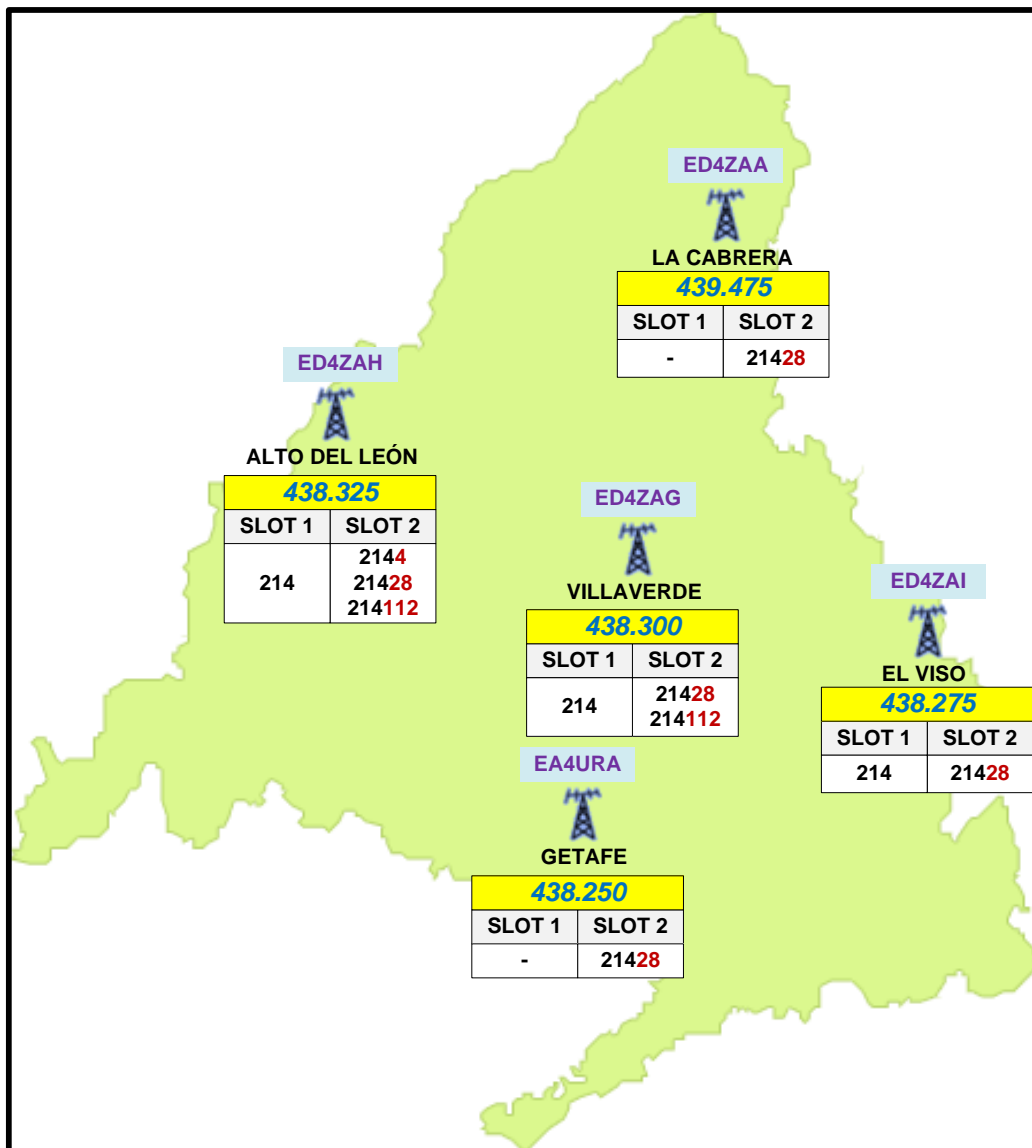 ED4ZAA
LA CABRERA
439.475
SLOT 1 SLOT 2
- 21428
ED4ZAH
ALTO DEL LEÓN
438.325
SLOT 1 SLOT 2
214
2144
21428
214112
ED4ZAG
VILLAVERDE
438.300
SLOT 1 SLOT 2
214
21428
214112
ED4ZAI
EL VISO
438.275
SLOT 1 SLOT 2
214 21428
EA4URA
GETAFE
438.250
SLOT 1 SLOT 2
- 21428